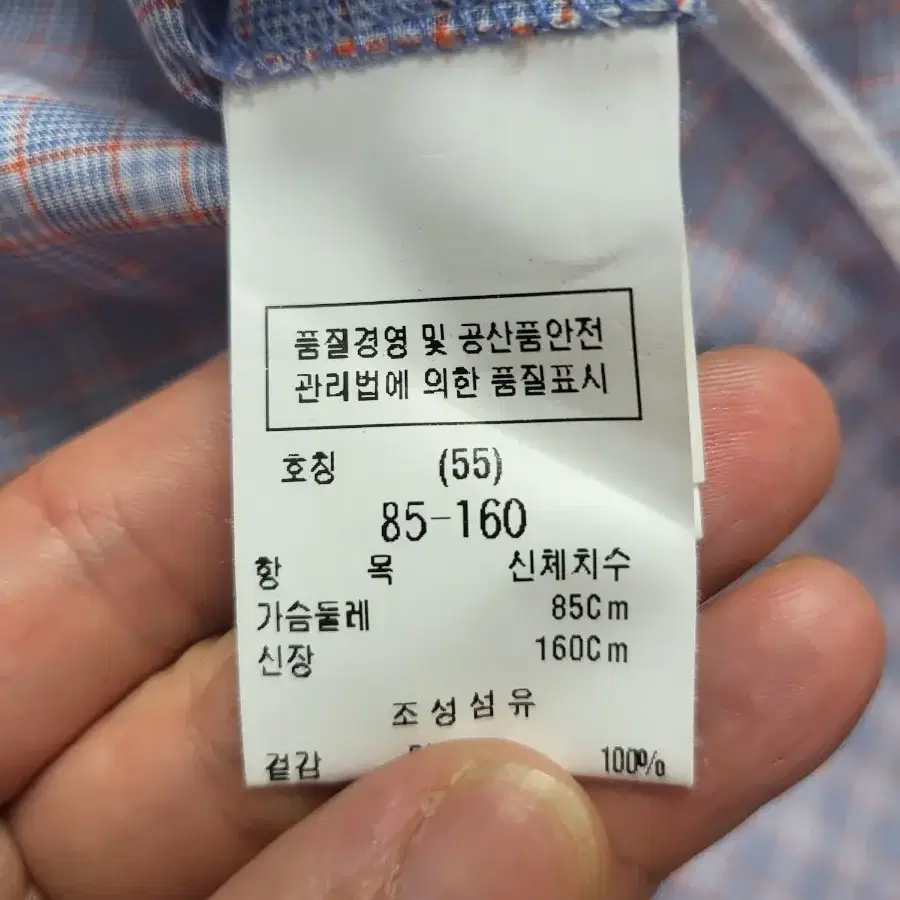 품질경영 및 공산품안전
관리법에 의한 품질표시
호칭 (55)
85-160
항 목 신체치수
가슴둘레 85Cm
신장 160Cm
조성섬유
겉감 100%